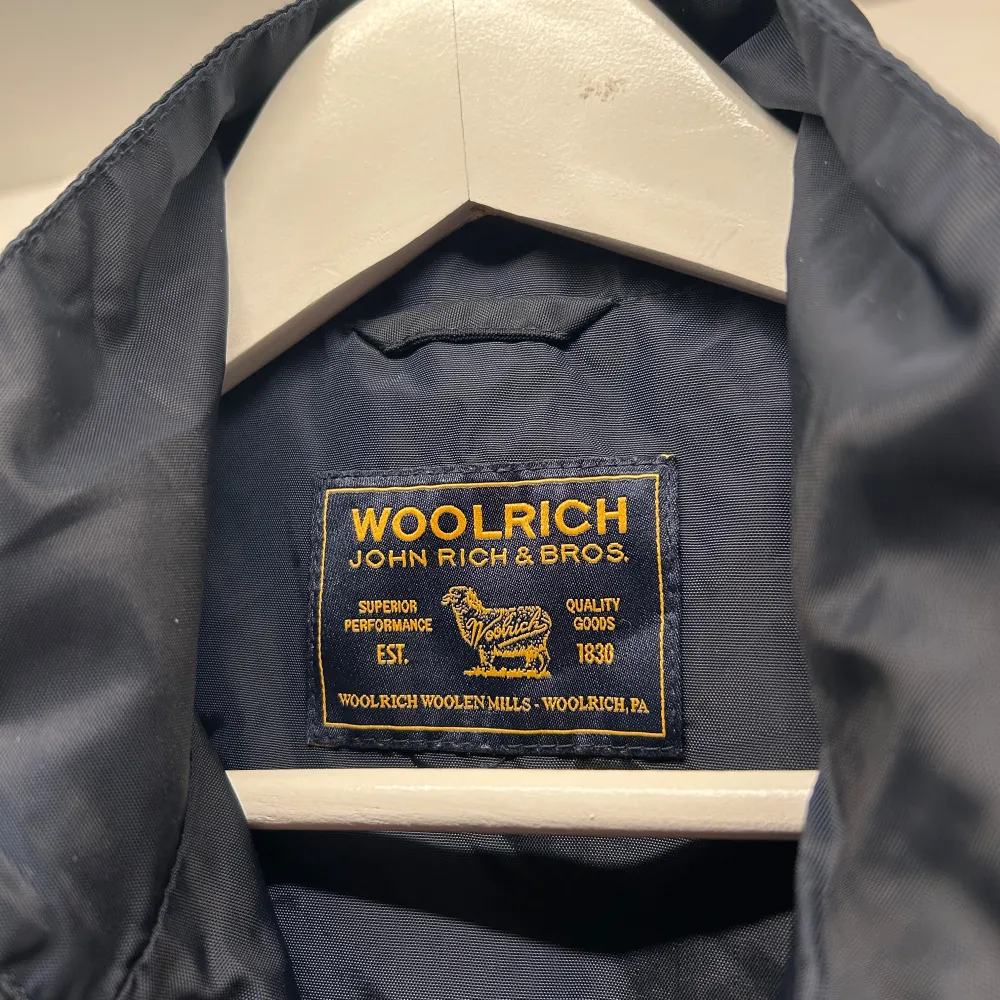 WOOLRICH
JOHN RICH & BROS.
SUPERIOR
PERFORMANCE
EST.
Woolrich
QUALITY
GOODS
1830
WOOLRICH WOOLEN MILLS - WOOLRICH, PA